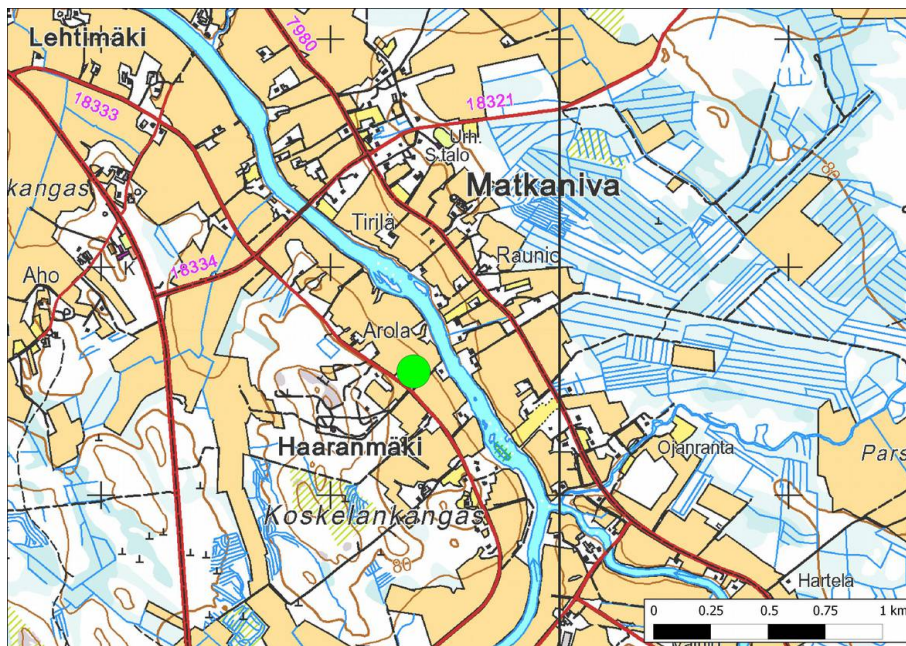 Lehtimäki
7980
18333
18321
Urh.
S.talo
kangas
Matkaniva
Tirilä
Raunio
18334
Aho
K
Arola
80
Haaranmäki
Ojanranta
Pars
Koskelankangas
80
Hartela
0 0.25 0.5 0.75 1 km